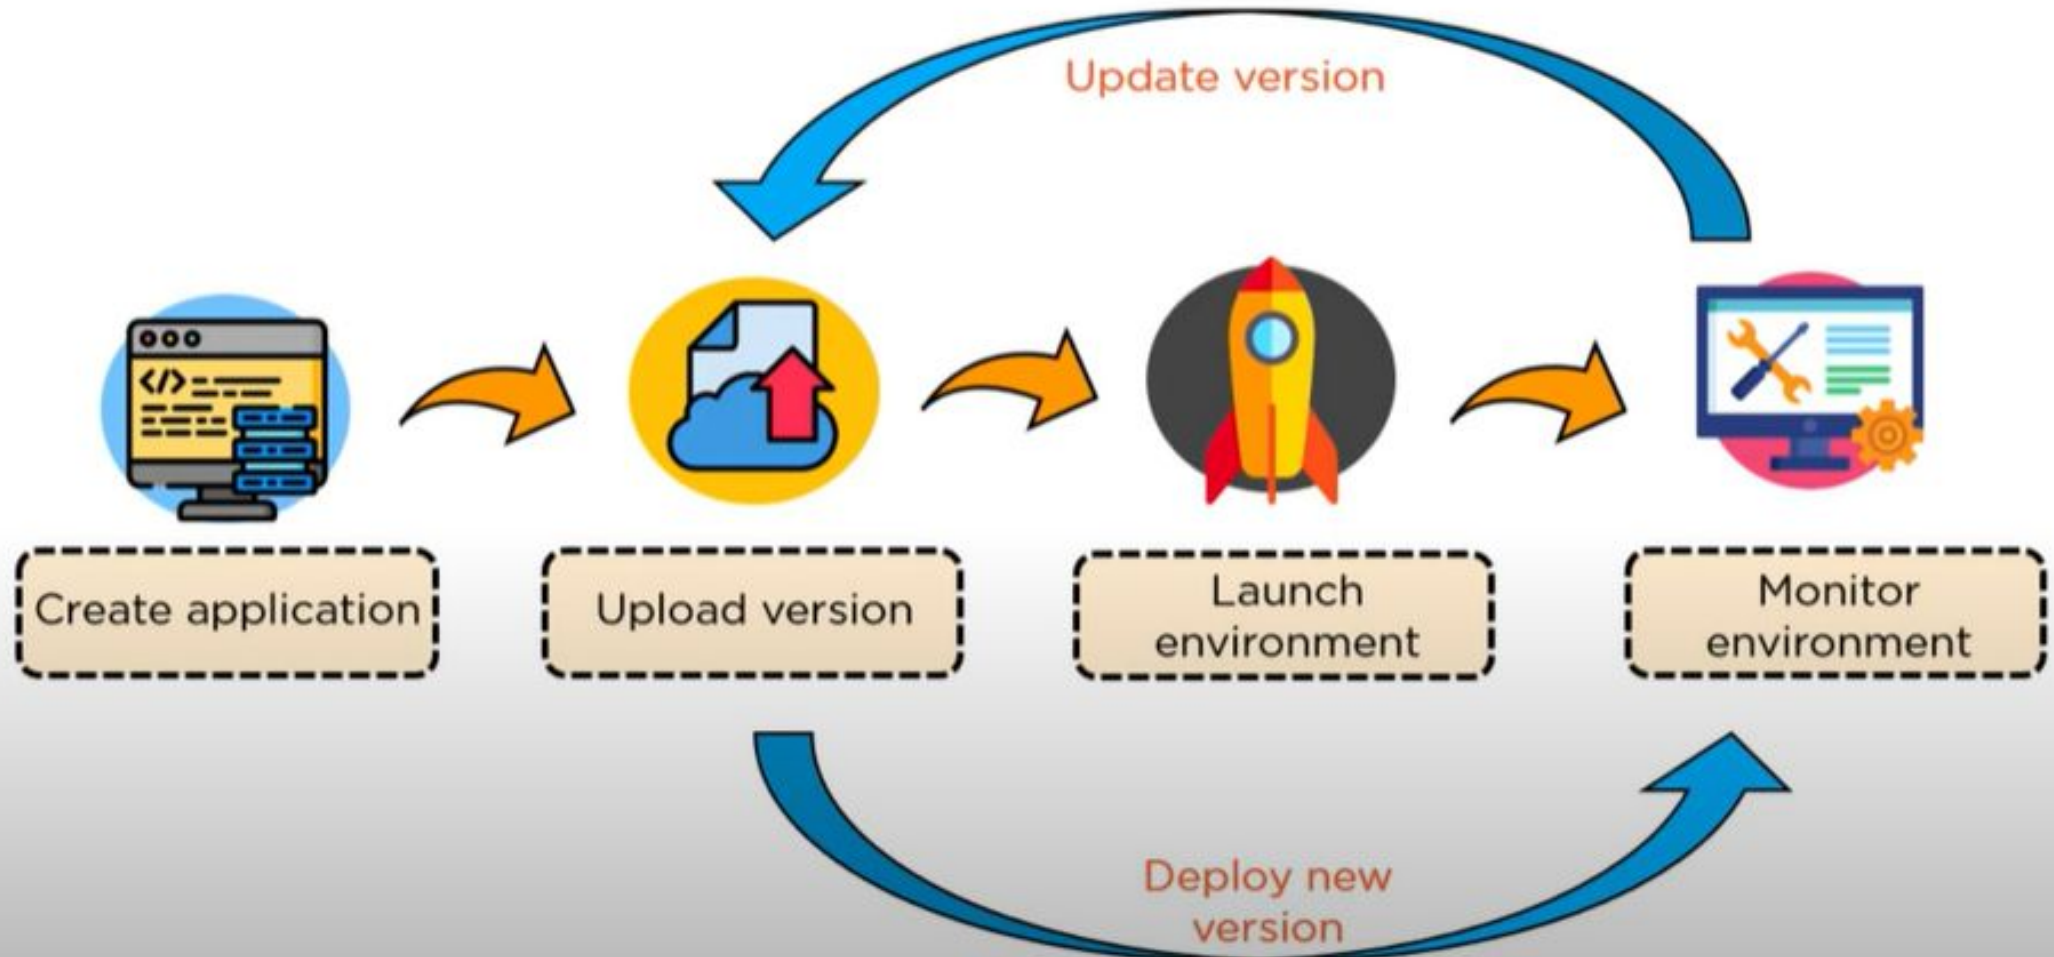 Update version
</>
Create application
Upload version
Launch
environment
Monitor
environment
Deploy new
version